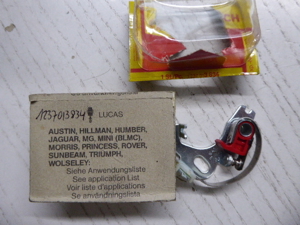 1237013834 LUCAS
AUSTIN, HILLMAN, HUMBER,
JAGUAR, MG, MINI (BLMC),
MORRIS, PRINCESS, ROVER,
SUNBEAM, TRIUMPH,
WOLSELEY:
Siehe Anwendungsliste
See application List
Voir liste d'applications
Se användningslista